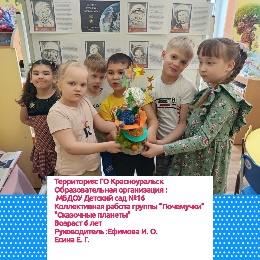 Территория: ГО Красноуральск
Образовательная организация :
МБДОУ Детский сад №16
Коллективная работа группы "Почемучки"
"Сказочные планеты"
Возраст 6 лет
Руководитель :Ефимова И. О.
Есина Е. Г.